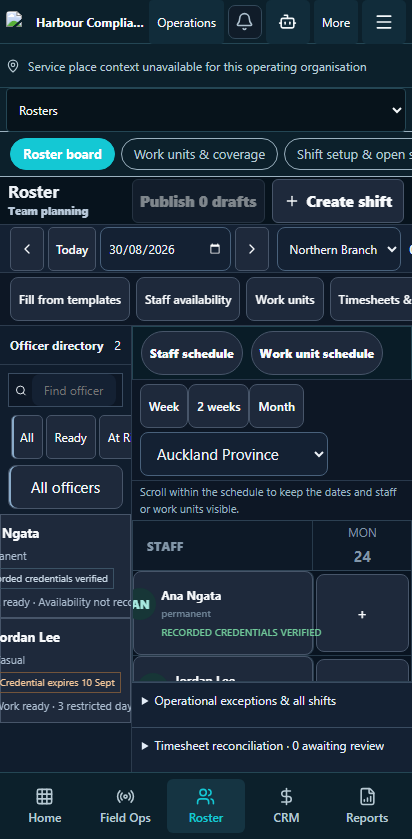 Harbour Complia...
Operations
More
Service place context unavailable for this operating organisation
Rosters
Roster board
Work units & coverage
Shift setup & open s
Roster
Team planning
Publish 0 drafts
+ Create shift
Today
30/08/2026
Northern Branch
Fill from templates
Staff availability
Work units
Timesheets &
Officer directory 2
Find officer
All
Ready
At R
All officers
Ngata
anent
orded credentials verified
ready · Availability not reco
ordan Lee
asual
Credential expires 10 Sept
Work ready · 3 restricted day
Staff schedule
Work unit schedule
Week
2 weeks
Month
Auckland Province
Scroll within the schedule to keep the dates and staff
or work units visible.
STAFF
MON
24
AN
Ana Ngata
permanent
RECORDED CREDENTIALS VERIFIED
+
Jordan Lee
Operational exceptions & all shifts
Timesheet reconciliation · 0 awaiting review
Home
Field Ops
Roster
CRM
Reports